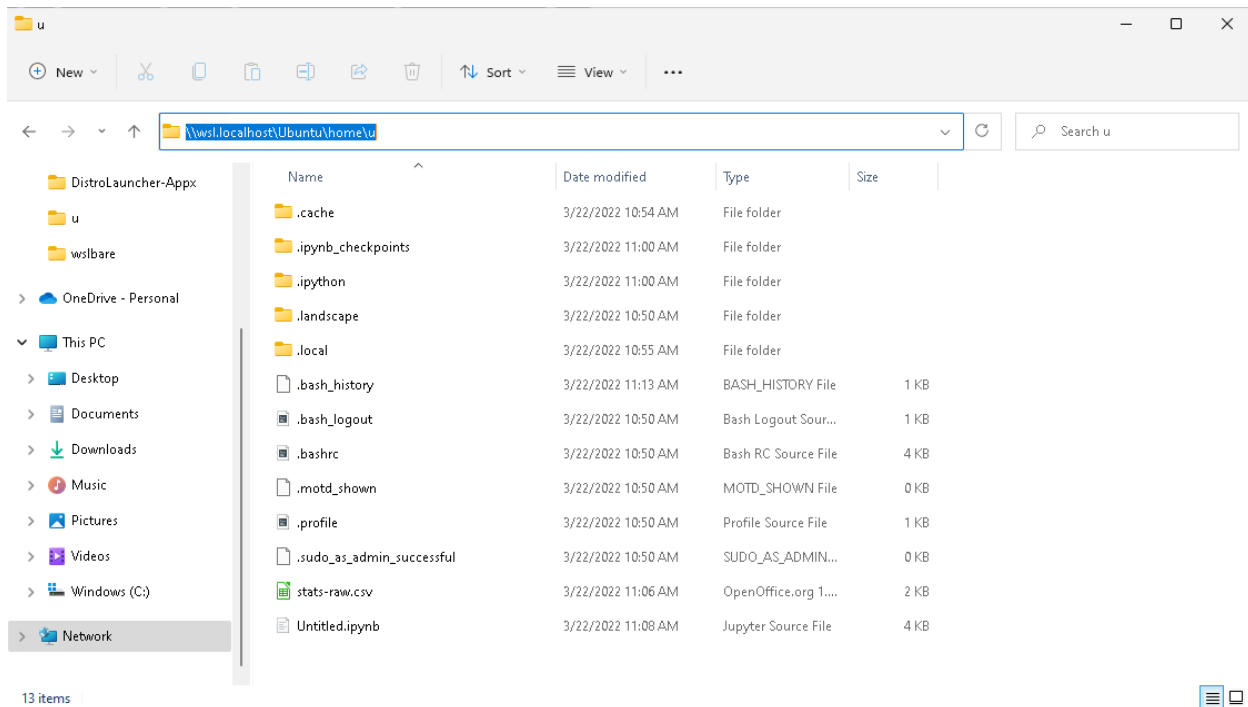 u
New
Sort
View
\\wsl.localhost\Ubuntu\home\u
Search u
DistroLauncher-Appx
u
wslbare
OneDrive - Personal
This PC
Desktop
Documents
Downloads
Music
Pictures
Videos
Windows (C:)
Network
Name Date modified Type Size
.cache 3/22/2022 10:54 AM File folder
.ipynb_checkpoints 3/22/2022 11:00 AM File folder
.ipython 3/22/2022 11:00 AM File folder
.landscape 3/22/2022 10:50 AM File folder
.local 3/22/2022 10:55 AM File folder
.bash_history 3/22/2022 11:13 AM BASH_HISTORY File 1 KB
.bash_logout 3/22/2022 10:50 AM Bash Logout Sour... 1 KB
.bashrc 3/22/2022 10:50 AM Bash RC Source File 4 KB
.motd_shown 3/22/2022 10:50 AM MOTD_SHOWN File 0 KB
.profile 3/22/2022 10:50 AM Profile Source File 1 KB
.sudo_as_admin_successful 3/22/2022 10:50 AM SUDO_AS_ADMIN... 0 KB
stats-raw.csv 3/22/2022 11:06 AM OpenOffice.org 1.... 2 KB
Untitled.ipynb 3/22/2022 11:08 AM Jupyter Source File 4 KB
13 items